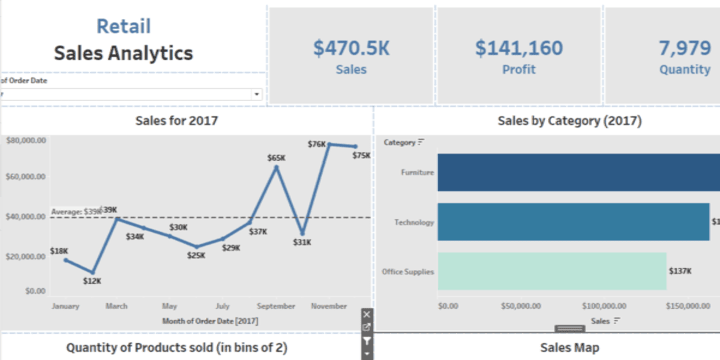 Retail
Sales Analytics
of Order Date
$470.5K
Sales
$141,160
Profit
7,979
Quantity
Sales for 2017
$80,000.00
$60,000.00
$40,000.00
$20,000.00
$0.00
Average: $39K
$18K
$12K
$39K
$34K
$30K
$25K
$29K
$37K
$65K
$31K
$76K
$75K
January
March
May
July
September
November
Month of Order Date [2017]
Sales by Category (2017)
Category
Furniture
Technology
Office Supplies
$137K
$0.00
$50,000.00
$100,000.00
$150,000.00
Sales
Quantity of Products sold (in bins of 2)
Sales Map